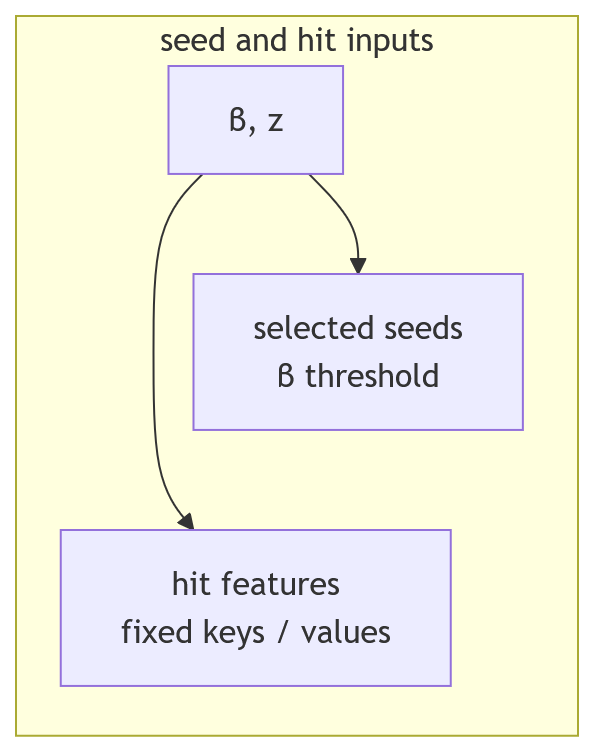 seed and hit inputs
β, z
selected seeds
β threshold
hit features
fixed keys / values